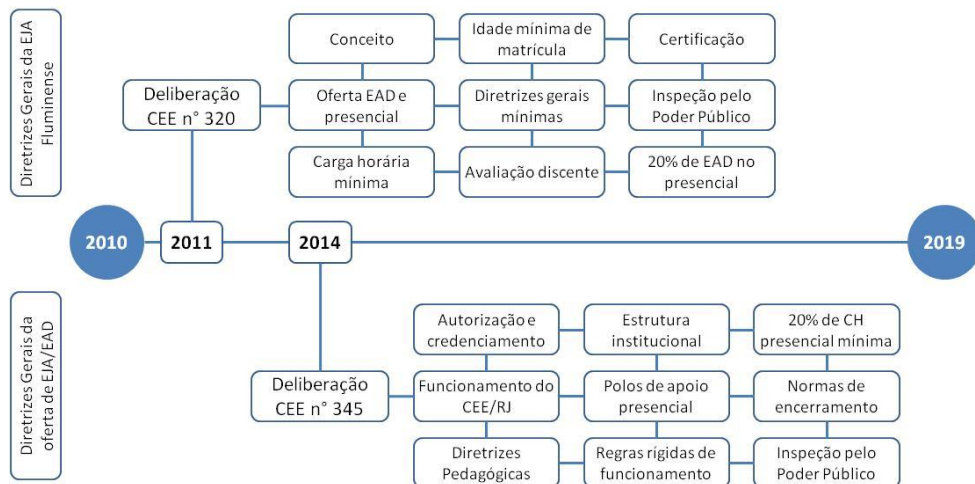 Diretrizes Gerais da EJA
Fluminense
Conceito
Idade mínima de
matrícula
Certificação
Deliberação
CEE n° 320
Oferta EAD e
presencial
Diretrizes gerais
mínimas
Inspeção pelo
Poder Público
Carga horária
mínima
Avaliação discente
20% de EAD no
presencial
2010
2011
2014
2019
Diretrizes Gerais da
oferta de EJA/EAD
Autorização e
credenciamento
Estrutura
institucional
20% de CH
presencial mínima
Deliberação
CEE n° 345
Funcionamento do
CEE/RJ
Polos de apoio
presencial
Normas de
encerramento
Diretrizes
Pedagógicas
Regras rígidas de
funcionamento
Inspeção pelo
Poder Público